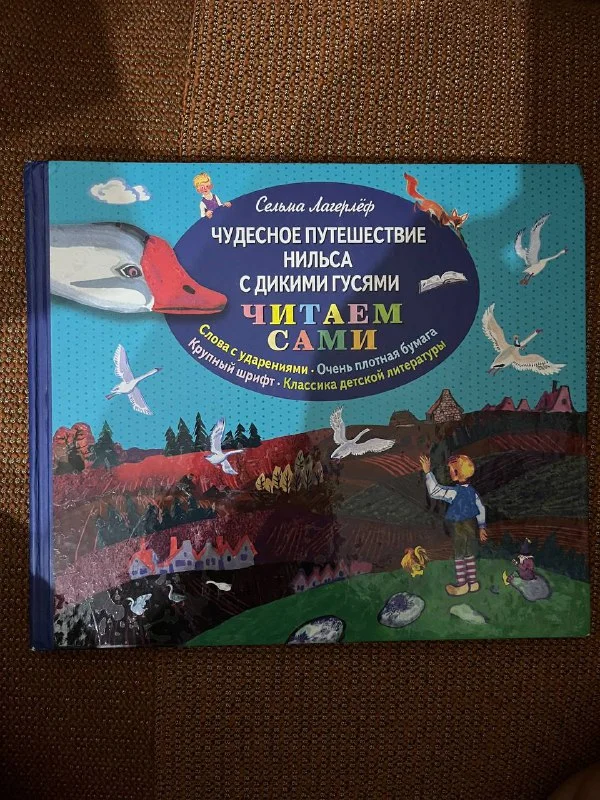 Сельма Лагерлёф
ЧУДЕСНОЕ ПУТЕШЕСТВИЕ
НИЛЬСА
С ДИКИМИ ГУСЯМИ
ЧИТАЕМ
САМИ
Слова с ударениями • Очень плотная бумага
Крупный шрифт • Классика детской литературы